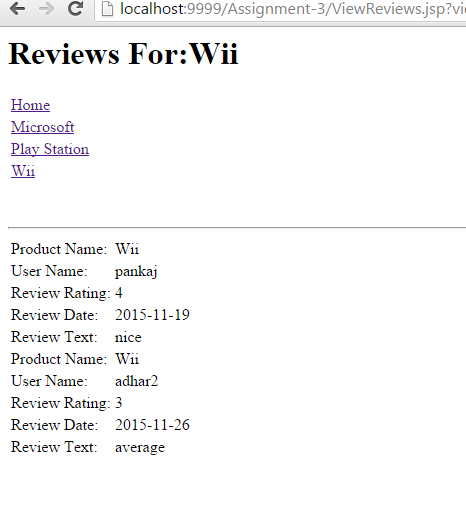 localhost:9999/Assignment-3/ViewReviews.jsp?vi
Reviews For:Wii
Home
Microsoft
Play Station
Wii
Product Name: Wii
User Name: pankaj
Review Rating: 4
Review Date: 2015-11-19
Review Text: nice
Product Name: Wii
User Name: adhar2
Review Rating: 3
Review Date: 2015-11-26
Review Text: average